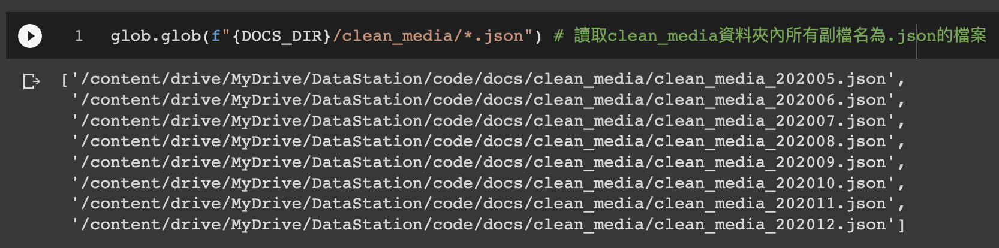 1 glob.glob(f"{DOCS_DIR}/clean_media/*.json") # 讀取clean_media資料夾內所有副檔名為.json的檔案
['/content/drive/MyDrive/DataStation/code/docs/clean_media/clean_media_202005.json',
'/content/drive/MyDrive/DataStation/code/docs/clean_media/clean_media_202006.json',
'/content/drive/MyDrive/DataStation/code/docs/clean_media/clean_media_202007.json',
'/content/drive/MyDrive/DataStation/code/docs/clean_media/clean_media_202008.json',
'/content/drive/MyDrive/DataStation/code/docs/clean_media/clean_media_202009.json',
'/content/drive/MyDrive/DataStation/code/docs/clean_media/clean_media_202010.json',
'/content/drive/MyDrive/DataStation/code/docs/clean_media/clean_media_202011.json',
'/content/drive/MyDrive/DataStation/code/docs/clean_media/clean_media_202012.json']